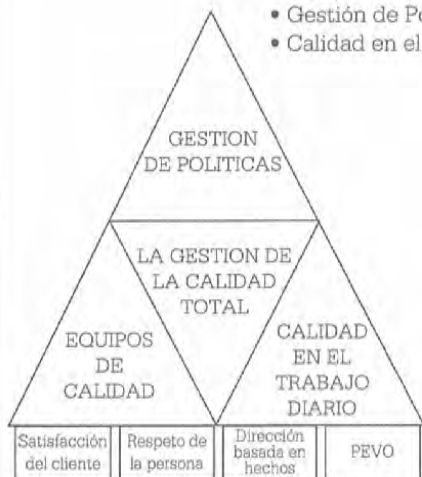 • Gestión de
• Calidad en el
GESTION
DE POLITICAS
LA GESTION DE
LA CALIDAD
TOTAL
EQUIPOS
DE
CALIDAD
CALIDAD
EN EL
TRABAJO
DIARIO
Satisfacción
del cliente
Respeto de
la persona
Dirección
basada en
hechos
PEVO